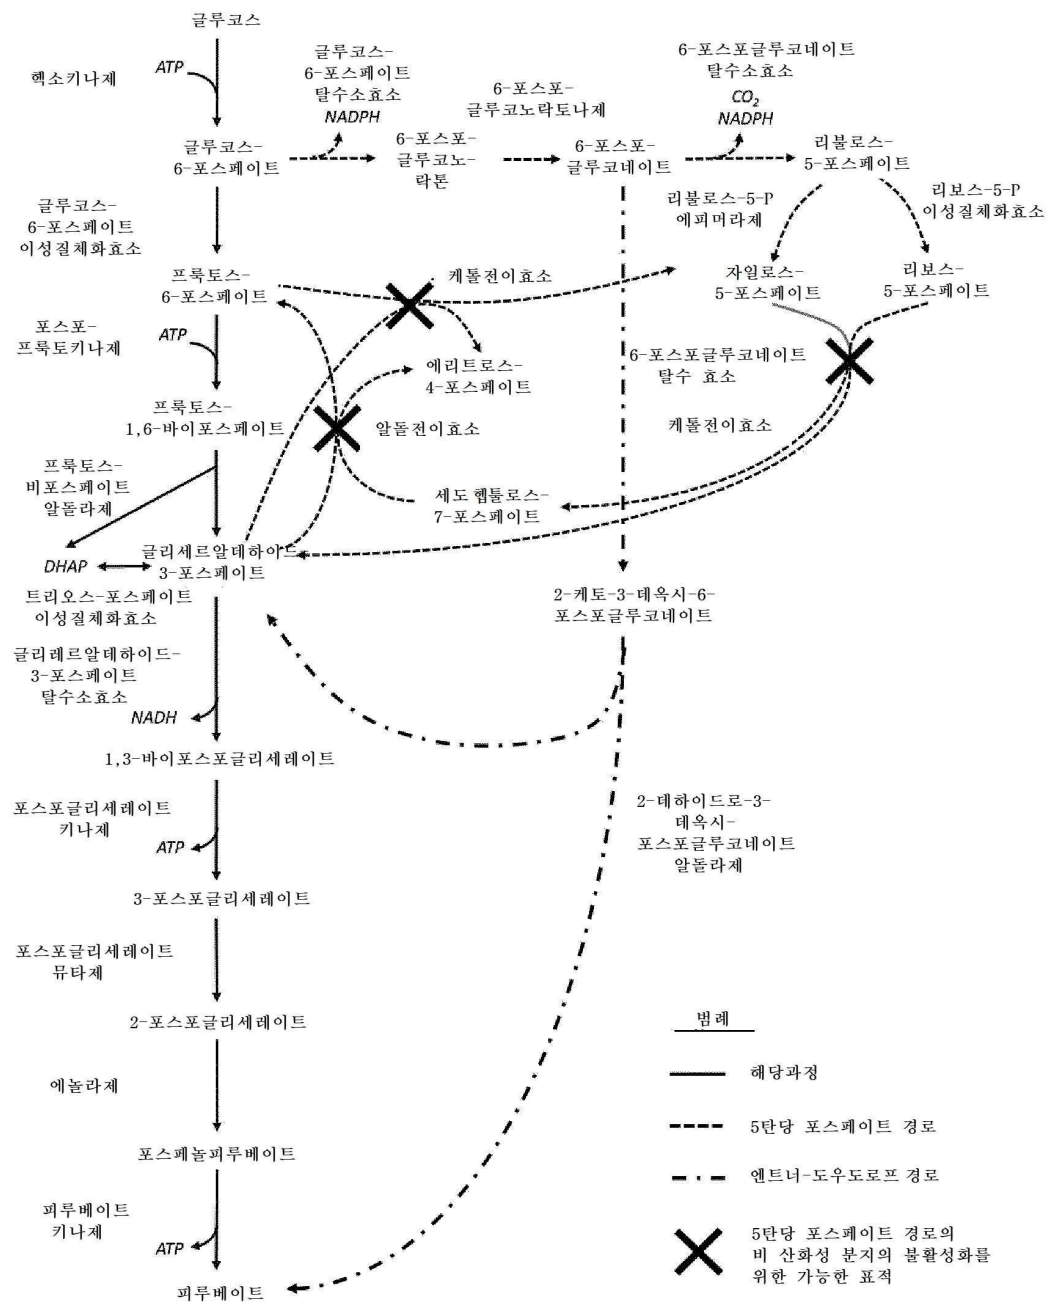 글루코스
헥소키나제
ATP
글루코스-
6-포스페이트
탈수소효소
NADPH
6-포스포-
글루코노락토나제
6-포스포글루코네이트
탈수소효소
CO₂
NADPH
글루코스-
6-포스페이트
6-포스포-
글루코노-
락톤
6-포스포-
글루코네이트
리불로스-
5-포스페이트
글루코스-
6-포스페이트
이성질체화효소
리불로스-5-P
에피머라제
리보스-5-P
이성질체화효소
프룩토스-
6-포스페이트
케톨전이효소
자일로스-
5-포스페이트
리보스-
5-포스페이트
포스포-
프룩토키나제
ATP
에리트로스-
4-포스페이트
6-포스포글루코네이트
탈수 효소
프룩토스-
1,6-바이포스페이트
알돌전이효소
케톨전이효소
프룩토스-
비포스페이트
알돌라제
세도헵툴로스-
7-포스페이트
DHAP
글리세르알데하이드-
3-포스페이트
트리오스-포스페이트
이성질체화효소
2-케토-3-데옥시-6-
포스포글루코네이트
글리레르알데하이드-
3-포스페이트
탈수소효소
NADH
1,3-바이포스포글리세레이트
포스포글리세레이트
키나제
ATP
2-데하이드로-3-
데옥시-
포스포글루코네이트
알돌라제
3-포스포글리세레이트
포스포글리세레이트
뮤타제
2-포스포글리세레이트
에놀라제
포스페놀피루베이트
피루베이트
키나제
ATP
피루베이트
범례
해당과정
5탄당 포스페이트 경로
엔트너-도우도로프 경로
5탄당 포스페이트 경로의
비 산화성 분지의 불활성화를
위한 가능한 표적